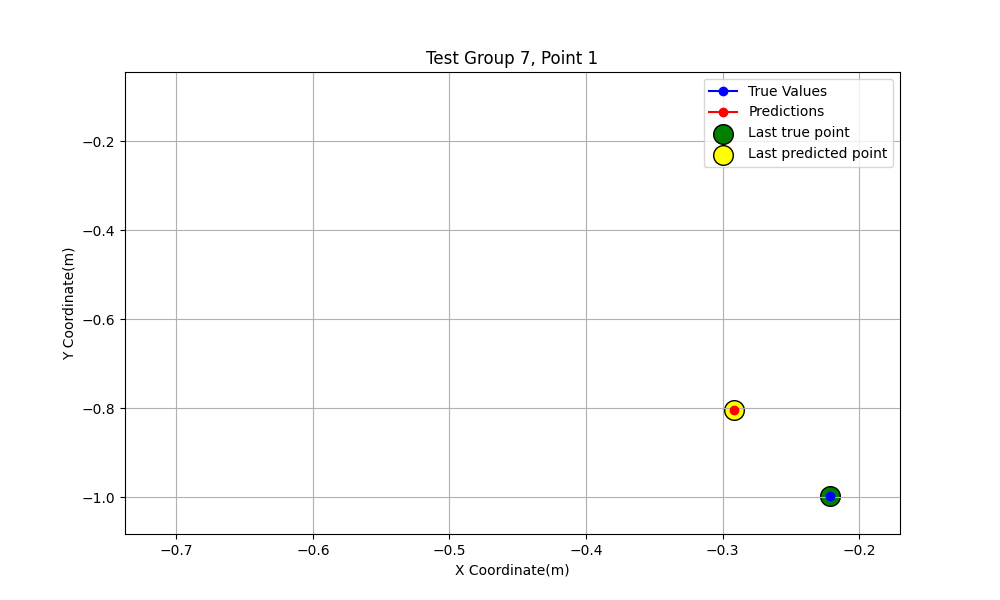 Test Group 7, Point 1
True Values
Predictions
Last true point
Last predicted point
Y Coordinate(m)
−0.2
−0.4
−0.6
−0.8
−1.0
−0.7
−0.6
−0.5
−0.4
−0.3
−0.2
X Coordinate(m)